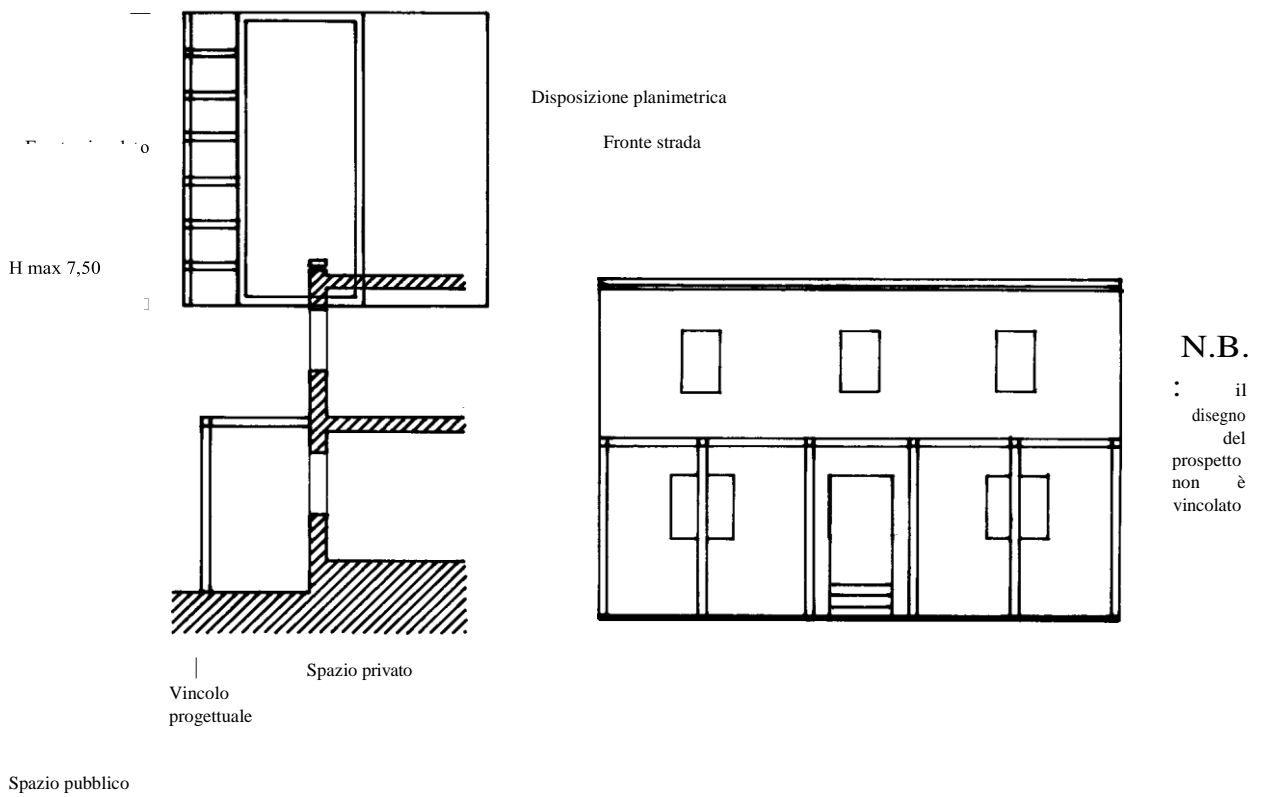 Disposizione planimetrica
Fronte strada
o
H max 7,50
N.B.
: il
disegno
del
prospetto
non è
vincolato
Spazio privato
Vincolo
progettuale
Spazio pubblico